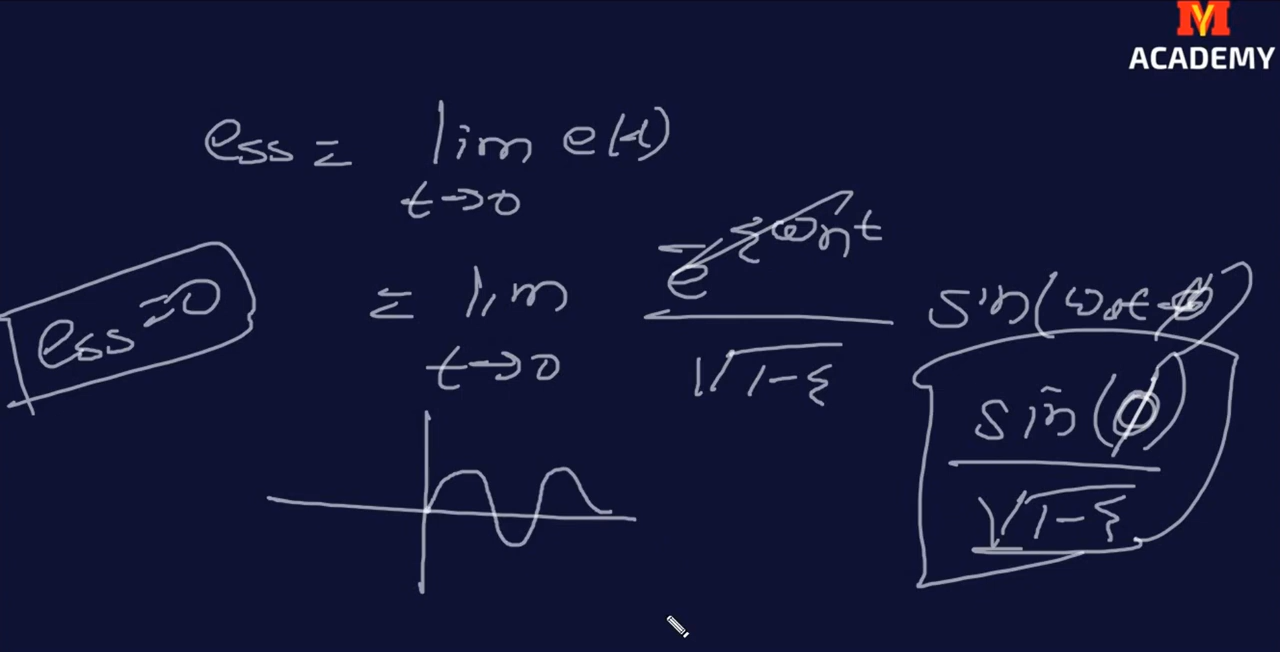 M
ACADEMY
ess = lim e(t)
t→0
= lim e^-ξωnt / √1-ξ sin(ωdt-ϕ)
t→0
ess=0
sin(ϕ)
√1-ξ